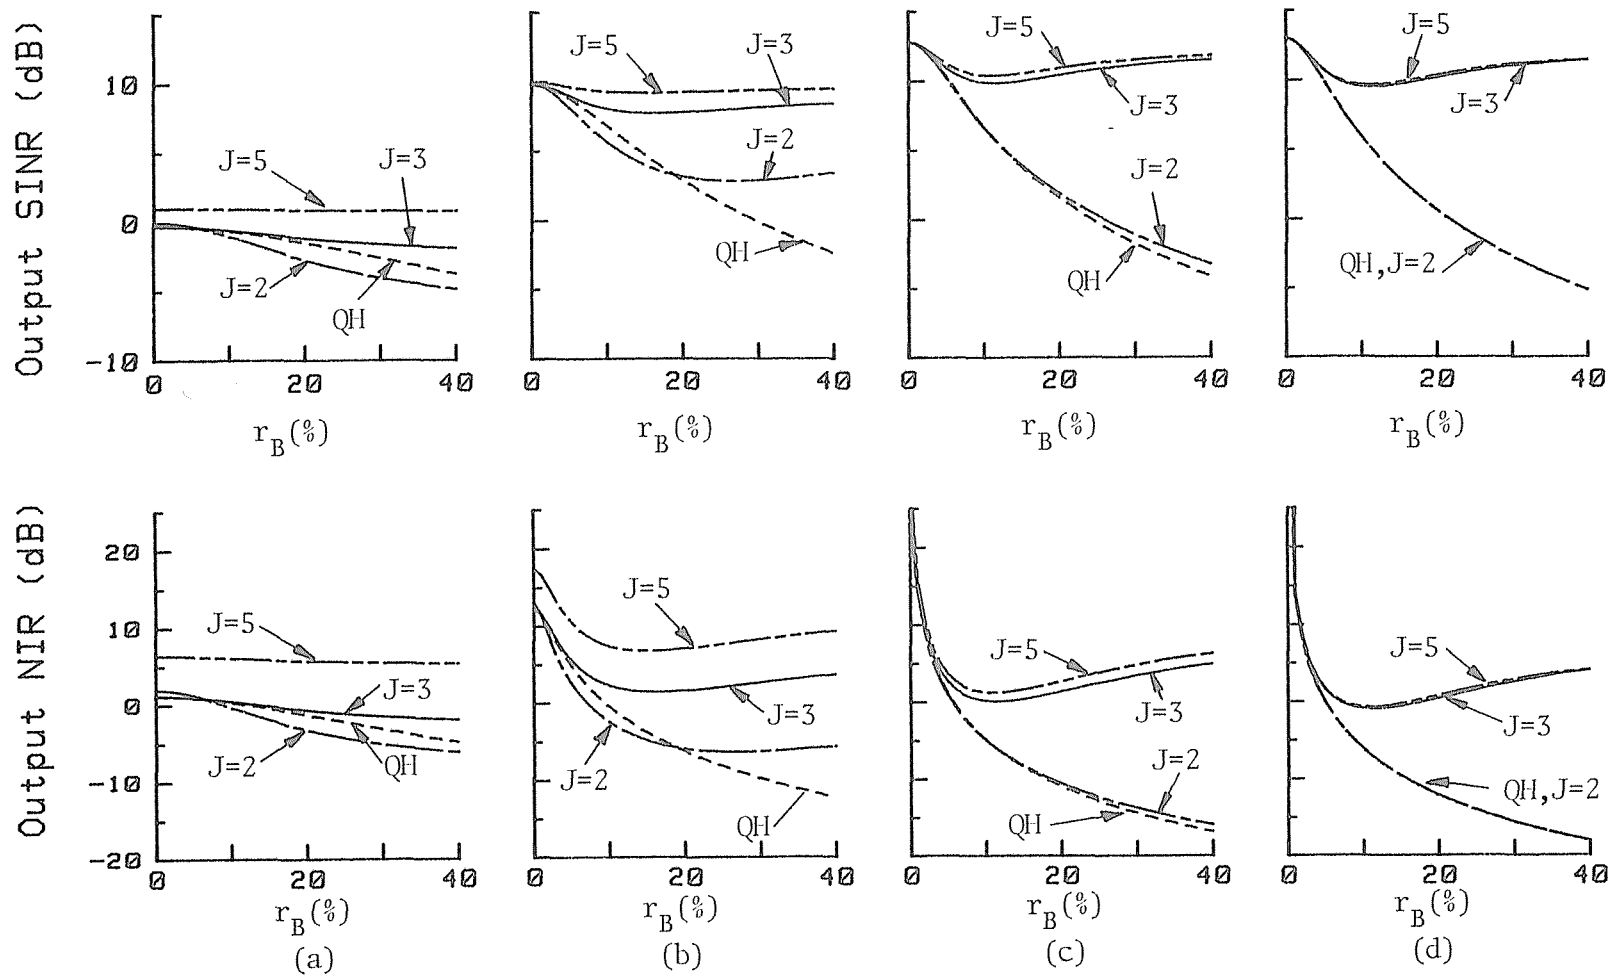 Output SINR (dB)
10
0
-10
J=5
J=3
J=2
QH
0 20 40
r_B(%)
J=5
J=3
J=2
QH
0 20 40
r_B(%)
J=5
J=3
J=2
QH
0 20 40
r_B(%)
J=5
J=3
QH,J=2
0 20 40
r_B(%)
Output NIR (dB)
20
10
0
-10
-20
J=5
J=3
J=2
QH
0 20 40
r_B(%)
(a)
J=5
J=3
J=2
QH
0 20 40
r_B(%)
(b)
J=5
J=3
J=2
QH
0 20 40
r_B(%)
(c)
J=5
J=3
QH,J=2
0 20 40
r_B(%)
(d)